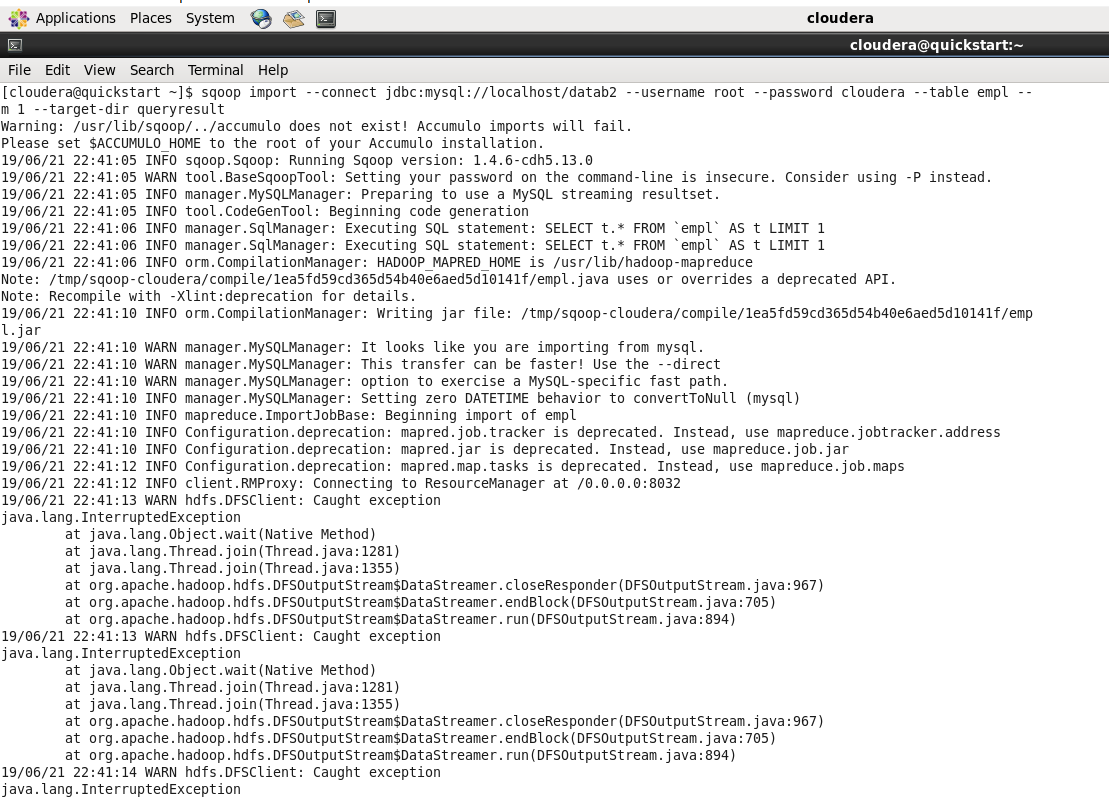 Applications Places System cloudera
cloudera@quickstart:~
File Edit View Search Terminal Help
[cloudera@quickstart ~]$ sqoop import --connect jdbc:mysql://localhost/datab2 --username root --password cloudera --table empl --
m 1 --target-dir queryresult
Warning: /usr/lib/sqoop/../accumulo does not exist! Accumulo imports will fail.
Please set $ACCUMULO_HOME to the root of your Accumulo installation.
19/06/21 22:41:05 INFO sqoop.Sqoop: Running Sqoop version: 1.4.6-cdh5.13.0
19/06/21 22:41:05 WARN tool.BaseSqoopTool: Setting your password on the command-line is insecure. Consider using -P instead.
19/06/21 22:41:05 INFO manager.MySQLManager: Preparing to use a MySQL streaming resultset.
19/06/21 22:41:05 INFO tool.CodeGenTool: Beginning code generation
19/06/21 22:41:06 INFO manager.SqlManager: Executing SQL statement: SELECT t.* FROM `empl` AS t LIMIT 1
19/06/21 22:41:06 INFO manager.SqlManager: Executing SQL statement: SELECT t.* FROM `empl` AS t LIMIT 1
19/06/21 22:41:06 INFO orm.CompilationManager: HADOOP_MAPRED_HOME is /usr/lib/hadoop-mapreduce
Note: /tmp/sqoop-cloudera/compile/1ea5fd59cd365d54b40e6aed5d10141f/empl.java uses or overrides a deprecated API.
Note: Recompile with -Xlint:deprecation for details.
19/06/21 22:41:10 INFO orm.CompilationManager: Writing jar file: /tmp/sqoop-cloudera/compile/1ea5fd59cd365d54b40e6aed5d10141f/emp
l.jar
19/06/21 22:41:10 WARN manager.MySQLManager: It looks like you are importing from mysql.
19/06/21 22:41:10 WARN manager.MySQLManager: This transfer can be faster! Use the --direct
19/06/21 22:41:10 WARN manager.MySQLManager: option to exercise a MySQL-specific fast path.
19/06/21 22:41:10 INFO manager.MySQLManager: Setting zero DATETIME behavior to convertToNull (mysql)
19/06/21 22:41:10 INFO mapreduce.ImportJobBase: Beginning import of empl
19/06/21 22:41:10 INFO Configuration.deprecation: mapred.job.tracker is deprecated. Instead, use mapreduce.jobtracker.address
19/06/21 22:41:10 INFO Configuration.deprecation: mapred.jar is deprecated. Instead, use mapreduce.job.jar
19/06/21 22:41:12 INFO Configuration.deprecation: mapred.map.tasks is deprecated. Instead, use mapreduce.job.maps
19/06/21 22:41:12 INFO client.RMProxy: Connecting to ResourceManager at /0.0.0.0:8032
19/06/21 22:41:13 WARN hdfs.DFSClient: Caught exception
java.lang.InterruptedException
at java.lang.Object.wait(Native Method)
at java.lang.Thread.join(Thread.java:1281)
at java.lang.Thread.join(Thread.java:1355)
at org.apache.hadoop.hdfs.DFSOutputStream$DataStreamer.closeResponder(DFSOutputStream.java:967)
at org.apache.hadoop.hdfs.DFSOutputStream$DataStreamer.endBlock(DFSOutputStream.java:705)
at org.apache.hadoop.hdfs.DFSOutputStream$DataStreamer.run(DFSOutputStream.java:894)
19/06/21 22:41:13 WARN hdfs.DFSClient: Caught exception
java.lang.InterruptedException
at java.lang.Object.wait(Native Method)
at java.lang.Thread.join(Thread.java:1281)
at java.lang.Thread.join(Thread.java:1355)
at org.apache.hadoop.hdfs.DFSOutputStream$DataStreamer.closeResponder(DFSOutputStream.java:967)
at org.apache.hadoop.hdfs.DFSOutputStream$DataStreamer.endBlock(DFSOutputStream.java:705)
at org.apache.hadoop.hdfs.DFSOutputStream$DataStreamer.run(DFSOutputStream.java:894)
19/06/21 22:41:14 WARN hdfs.DFSClient: Caught exception
java.lang.InterruptedException